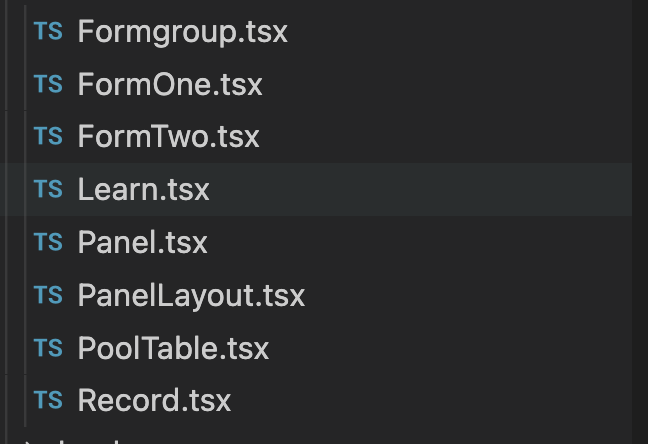 TS Formgroup.tsx
TS FormOne.tsx
TS FormTwo.tsx
TS Learn.tsx
TS Panel.tsx
TS PanelLayout.tsx
TS PoolTable.tsx
TS Record.tsx